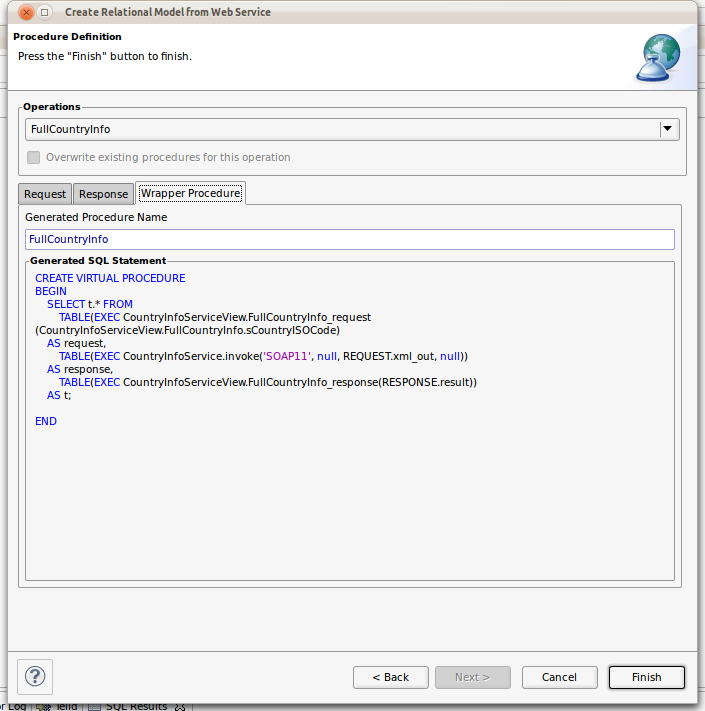 Create Relational Model from Web Service
Procedure Definition
Press the "Finish" button to finish.
Operations
FullCountryInfo
Overwrite existing procedures for this operation
Request Response Wrapper Procedure
Generated Procedure Name
FullCountryInfo
Generated SQL Statement
CREATE VIRTUAL PROCEDURE
BEGIN
SELECT t.* FROM
TABLE(EXEC CountryInfoServiceView.FullCountryInfo_request
(CountryInfoServiceView.FullCountryInfo.sCountryISOCode)
AS request,
TABLE(EXEC CountryInfoService.invoke('SOAP11', null, REQUEST.xml_out, null))
AS response,
TABLE(EXEC CountryInfoServiceView.FullCountryInfo_response(RESPONSE.result))
AS t;
END
? < Back Next > Cancel Finish
Log Teiid SQL Results